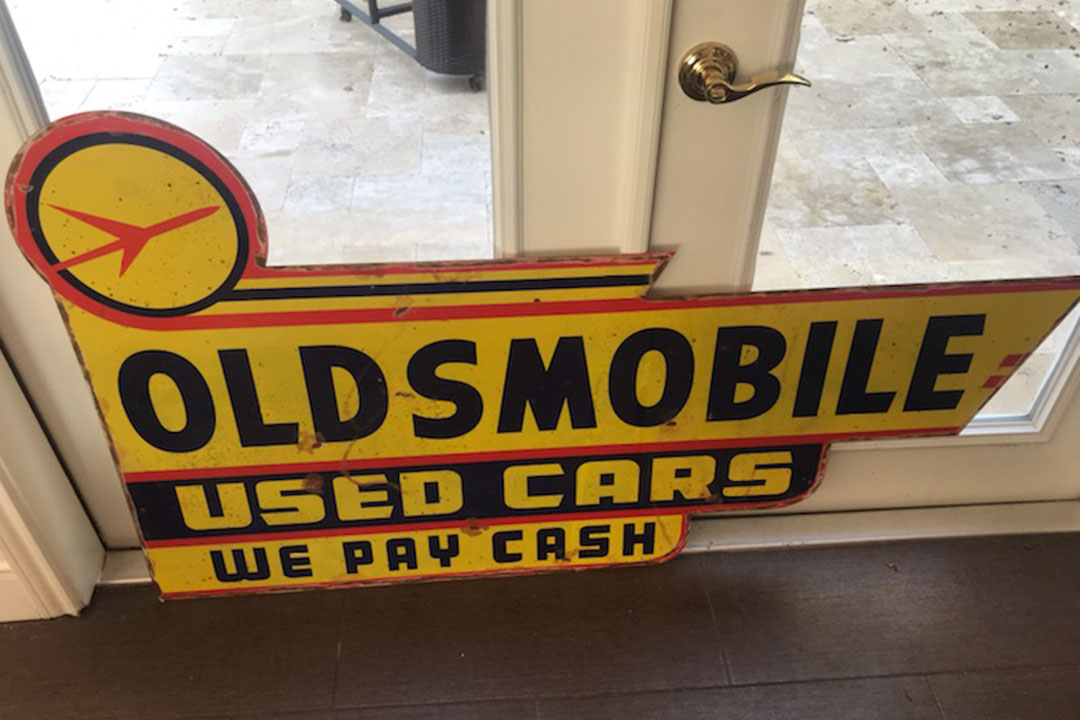 OLDSMOBILE
USED CARS
WE PAY CASH